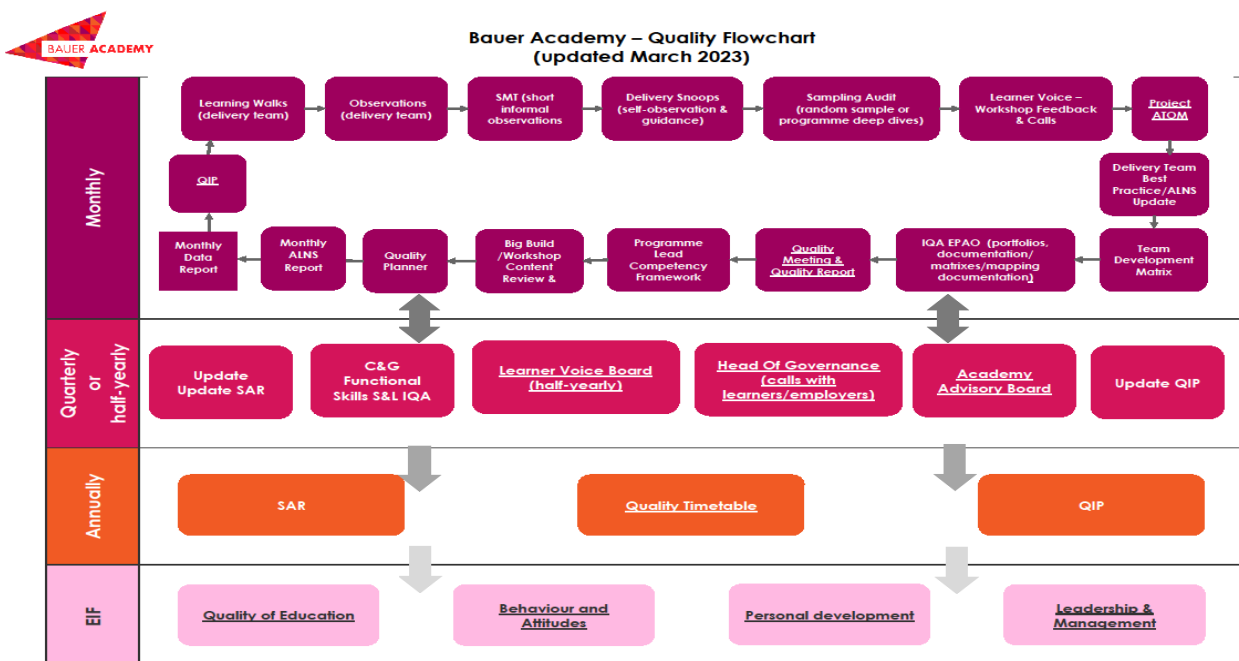 BAUER ACADEMY
Bauer Academy – Quality Flowchart
(updated March 2023)
Monthly
Learning Walks
(delivery team)
Observations
(delivery team)
SMT (short
informal
observations
Delivery Snoops
(self-observation &
guidance)
Sampling Audit
(random sample or
programme deep dives)
Learner Voice –
Workshop Feedback
& Calls
Project
ATOM
QIP
Delivery Team
Best
Practice/ALNS
Update
Monthly
Data
Report
Monthly
ALNS
Report
Quality
Planner
Big Build
/Workshop
Content
Review &
Programme
Lead
Competency
Framework
Quality
Meeting &
Quality Report
IQA EPAO (portfolios,
documentation/
matrixes/mapping
documentation)
Team
Development
Matrix
Quarterly
or
half-yearly
Update
Update SAR
C&G
Functional
Skills S&L IQA
Learner Voice Board
(half-yearly)
Head Of Governance
(calls with
learners/employers)
Academy
Advisory Board
Update QIP
Annually
SAR
Quality Timetable
QIP
EIF
Quality of Education
Behaviour and
Attitudes
Personal development
Leadership &
Management